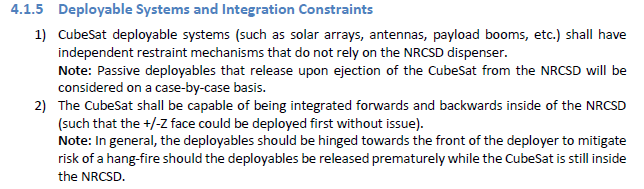 4.1.5 Deployable Systems and Integration Constraints
1) CubeSat deployable systems (such as solar arrays, antennas, payload booms, etc.) shall have
independent restraint mechanisms that do not rely on the NRCSD dispenser.
Note: Passive deployables that release upon ejection of the CubeSat from the NRCSD will be
considered on a case-by-case basis.
2) The CubeSat shall be capable of being integrated forwards and backwards inside of the NRCSD
(such that the +/-Z face could be deployed first without issue).
Note: In general, the deployables should be hinged towards the front of the deployer to mitigate
risk of a hang-fire should the deployables be released prematurely while the CubeSat is still inside
the NRCSD.